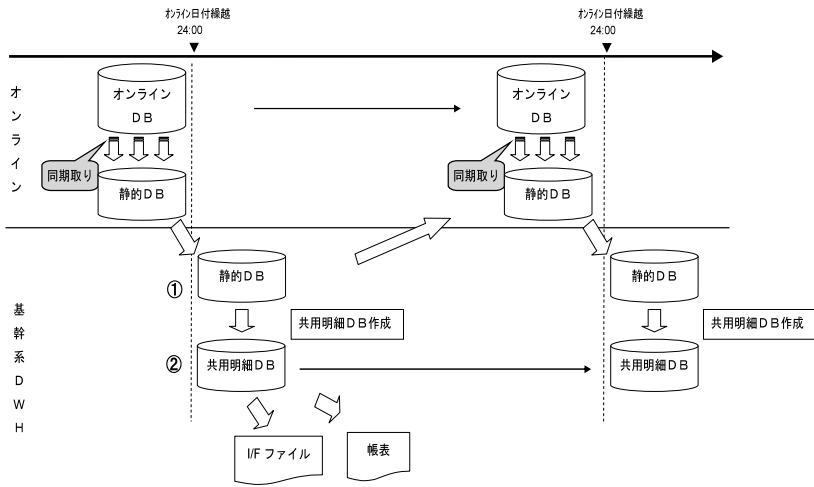 ｵﾝﾗｲﾝ日付繰越
24:00
ｵﾝﾗｲﾝ日付繰越
24:00
オンライン
オンライン
ＤＢ
同期取り
静的ＤＢ
オンライン
ＤＢ
同期取り
静的ＤＢ
基幹系ＤＷＨ
①
静的ＤＢ
共用明細ＤＢ作成
②
共用明細ＤＢ
I/F ファイル
帳表
静的ＤＢ
共用明細ＤＢ作成
共用明細ＤＢ